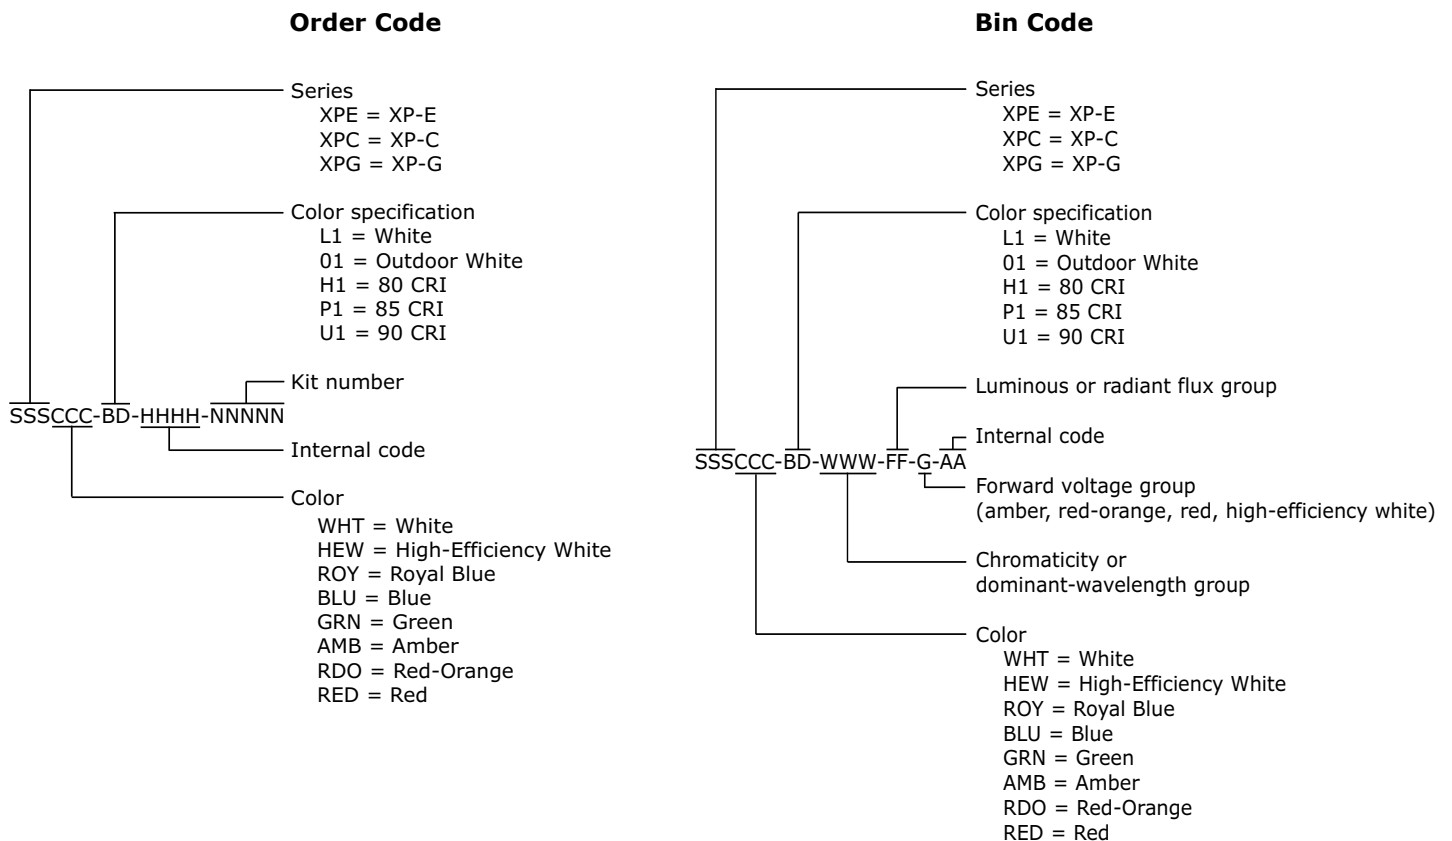 Order Code
Series
XPE = XP-E
XPC = XP-C
XPG = XP-G
Color specification
L1 = White
01 = Outdoor White
H1 = 80 CRI
P1 = 85 CRI
U1 = 90 CRI
Kit number
SSSCCC-BD-HHHH-NNNNN
Internal code
Color
WHT = White
HEW = High-Efficiency White
ROY = Royal Blue
BLU = Blue
GRN = Green
AMB = Amber
RDO = Red-Orange
RED = Red
Bin Code
Series
XPE = XP-E
XPC = XP-C
XPG = XP-G
Color specification
L1 = White
01 = Outdoor White
H1 = 80 CRI
P1 = 85 CRI
U1 = 90 CRI
Luminous or radiant flux group
Internal code
SSSCCC-BD-WWW-FF-G-AA
Forward voltage group
(amber, red-orange, red, high-efficiency white)
Chromaticity or
dominant-wavelength group
Color
WHT = White
HEW = High-Efficiency White
ROY = Royal Blue
BLU = Blue
GRN = Green
AMB = Amber
RDO = Red-Orange
RED = Red